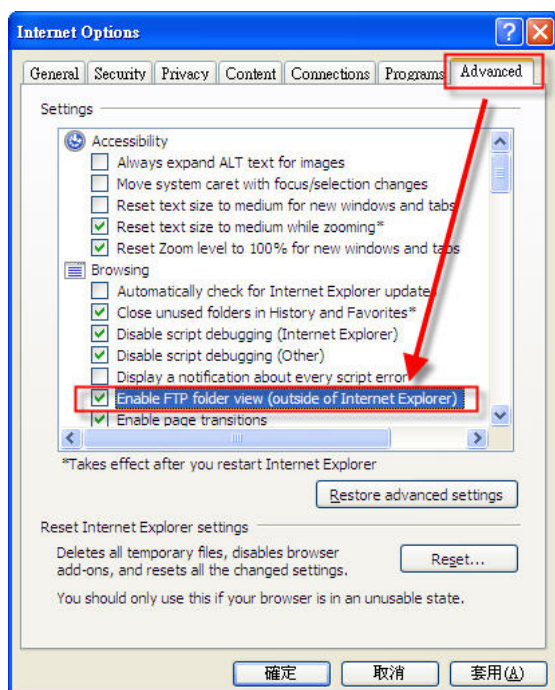 Internet Options
General Security Privacy Content Connections Programs Advanced
Settings
Accessibility
Always expand ALT text for images
Move system caret with focus/selection changes
Reset text size to medium for new windows and tabs
Reset text size to medium while zooming*
Reset Zoom level to 100% for new windows and tabs
Browsing
Automatically check for Internet Explorer updates
Close unused folders in History and Favorites*
Disable script debugging (Internet Explorer)
Disable script debugging (Other)
Display a notification about every script error
Enable FTP folder view (outside of Internet Explorer)
Enable page transitions
*Takes effect after you restart Internet Explorer
Restore advanced settings
Reset Internet Explorer settings
Deletes all temporary files, disables browser
add-ons, and resets all the changed settings.
Reset...
You should only use this if your browser is in an unusable state.
確定 取消 套用(A)